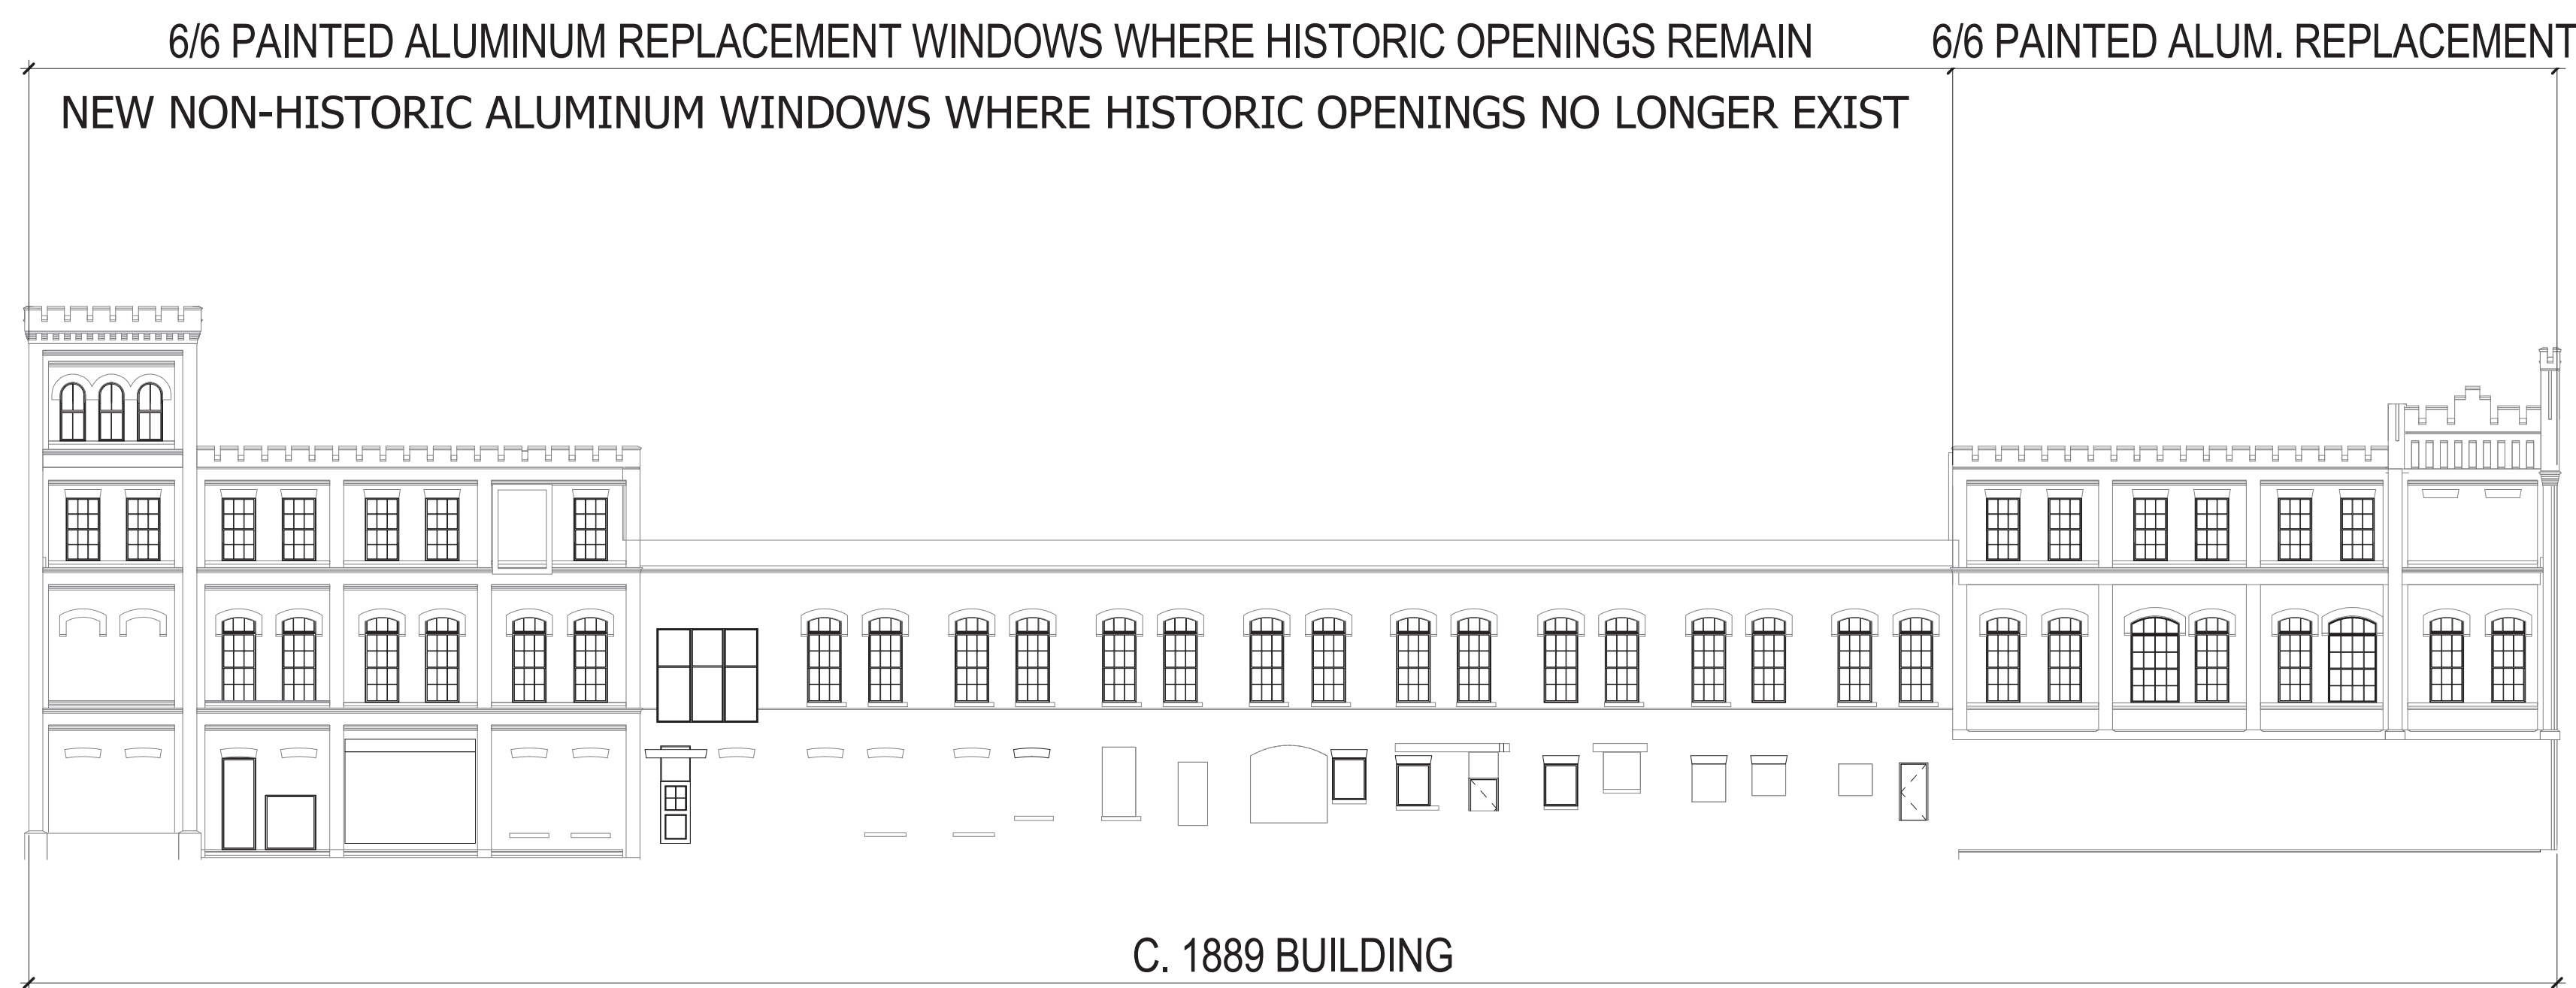 6/6 PAINTED ALUMINUM REPLACEMENT WINDOWS WHERE HISTORIC OPENINGS REMAIN
6/6 PAINTED ALUM. REPLACEMENT
NEW NON-HISTORIC ALUMINUM WINDOWS WHERE HISTORIC OPENINGS NO LONGER EXIST
C. 1889 BUILDING